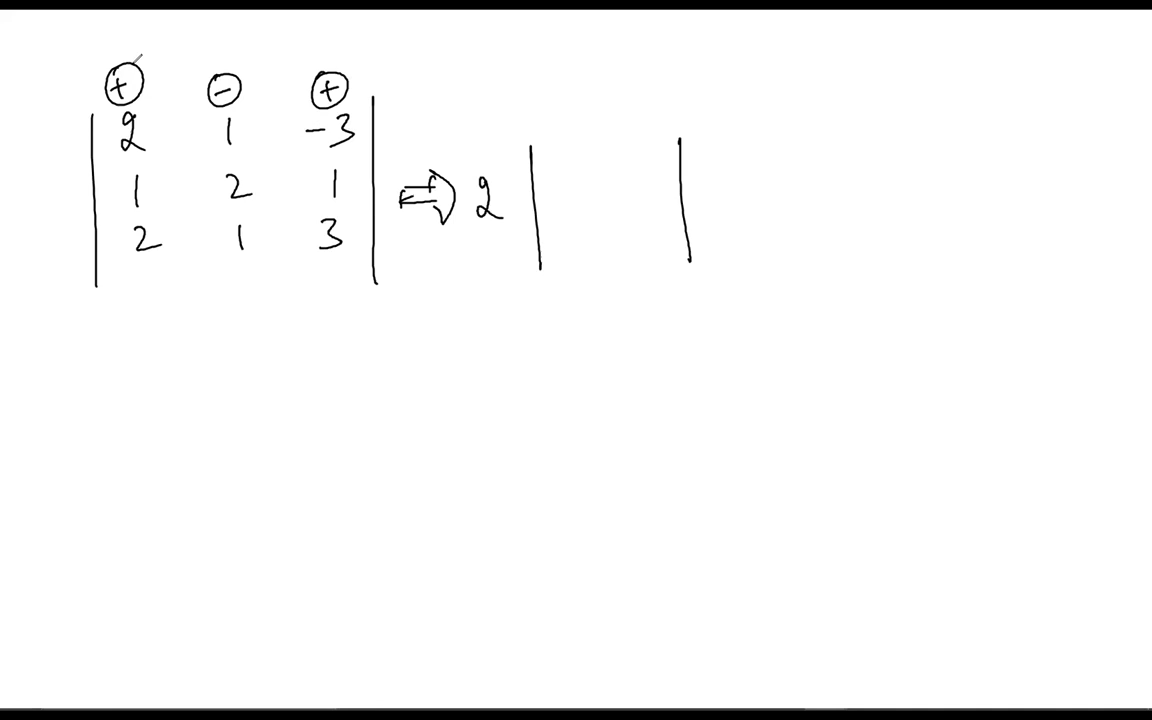 ⊕ ⊖ ⊕
| 2 1 -3 |
| 1 2 1 | ⇒ 2 | |
| 2 1 3 |